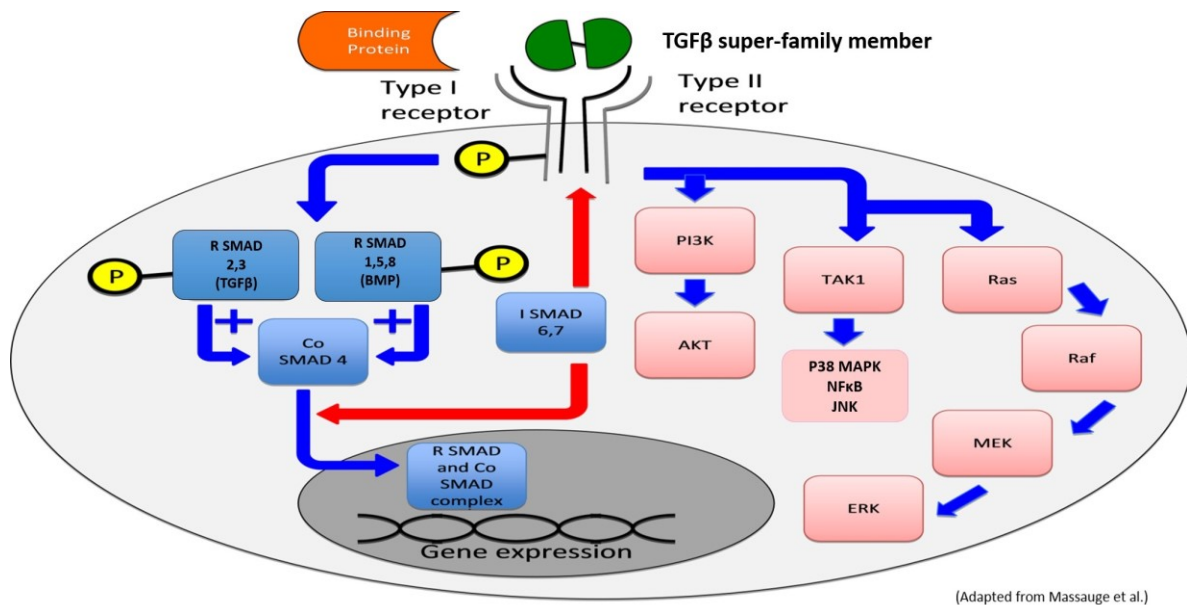 Binding
Protein
TGFβ super-family member
Type I
receptor
Type II
receptor
P
R SMAD
2,3
(TGFβ)
P
R SMAD
1,5,8
(BMP)
P
Co
SMAD 4
I SMAD
6,7
PI3K
AKT
TAK1
P38 MAPK
NFκB
JNK
Ras
Raf
MEK
ERK
R SMAD
and Co
SMAD
complex
Gene expression
(Adapted from Massauge et al.)